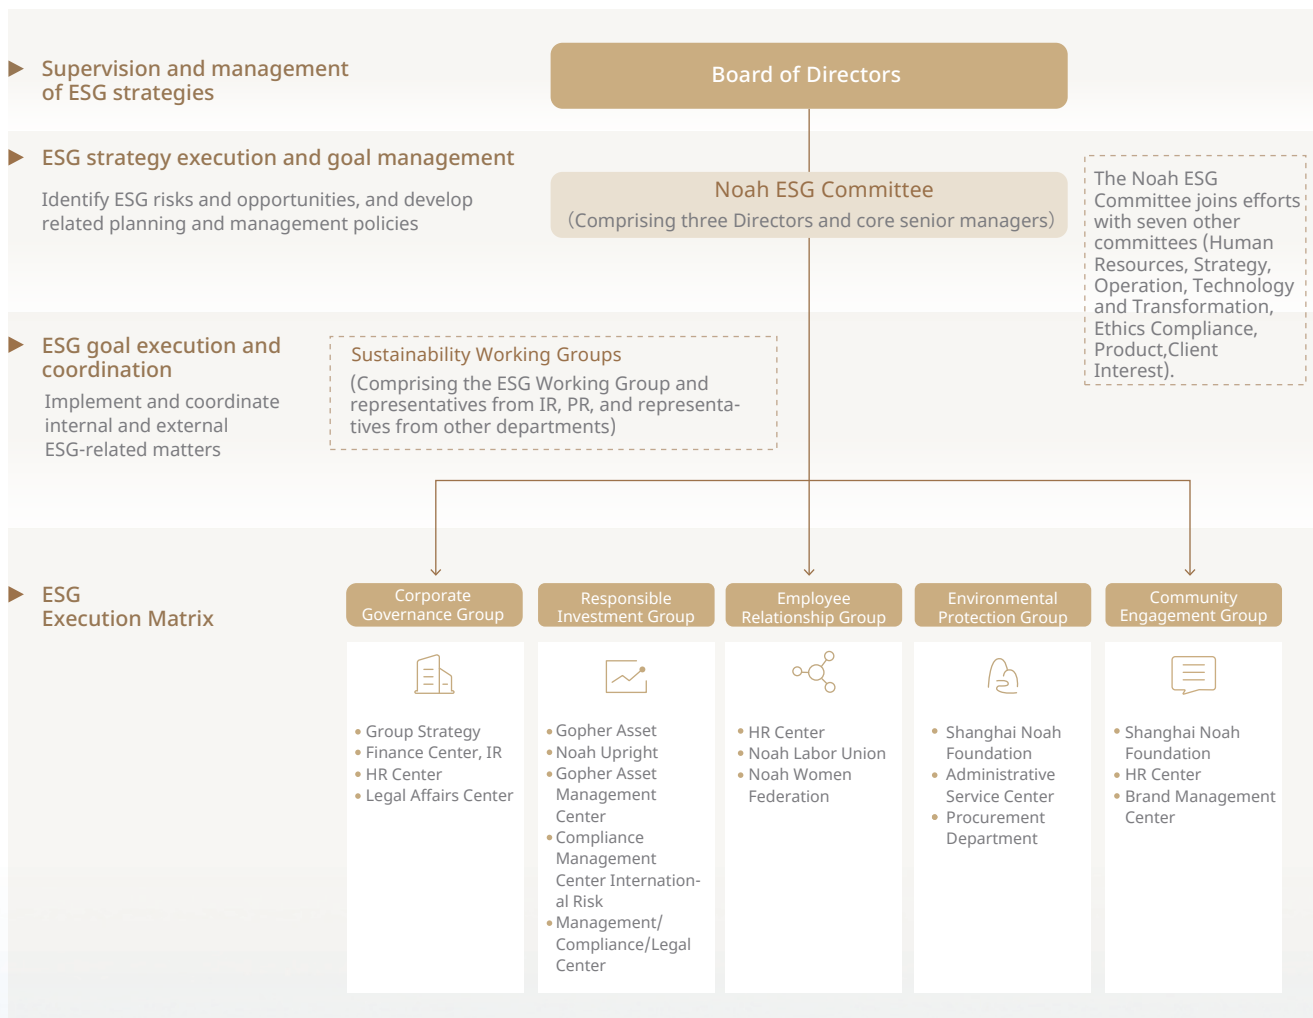 Supervision and management
of ESG strategies
Board of Directors
ESG strategy execution and goal management
Identify ESG risks and opportunities, and develop
related planning and management policies
Noah ESG Committee
(Comprising three Directors and core senior managers)
The Noah ESG
Committee joins efforts
with seven other
committees (Human
Resources, Strategy,
Operation, Technology
and Transformation,
Ethics Compliance,
Product,Client
Interest).
ESG goal execution and
coordination
Implement and coordinate
internal and external
ESG-related matters
Sustainability Working Groups
(Comprising the ESG Working Group and
representatives from IR, PR, and representa-
tives from other departments)
ESG
Execution Matrix
Corporate
Governance Group
• Group Strategy
• Finance Center, IR
• HR Center
• Legal Affairs Center
Responsible
Investment Group
• Gopher Asset
• Noah Upright
• Gopher Asset
Management
Center
• Compliance
Management
Center Internation-
al Risk
• Management/
Compliance/Legal
Center
Employee
Relationship Group
• HR Center
• Noah Labor Union
• Noah Women
Federation
Environmental
Protection Group
• Shanghai Noah
Foundation
• Administrative
Service Center
• Procurement
Department
Community
Engagement Group
• Shanghai Noah
Foundation
• HR Center
• Brand Management
Center